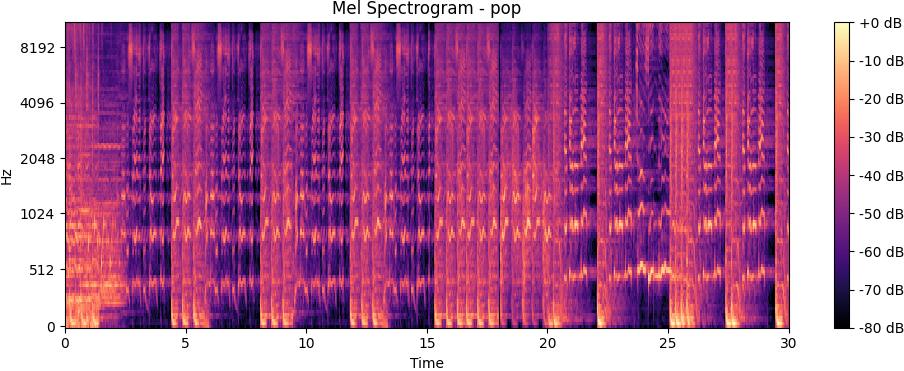 Mel Spectrogram - pop
8192
4096
2048
1024
512
0
Hz
0 5 10 15 20 25 30
Time
+0 dB
-10 dB
-20 dB
-30 dB
-40 dB
-50 dB
-60 dB
-70 dB
-80 dB